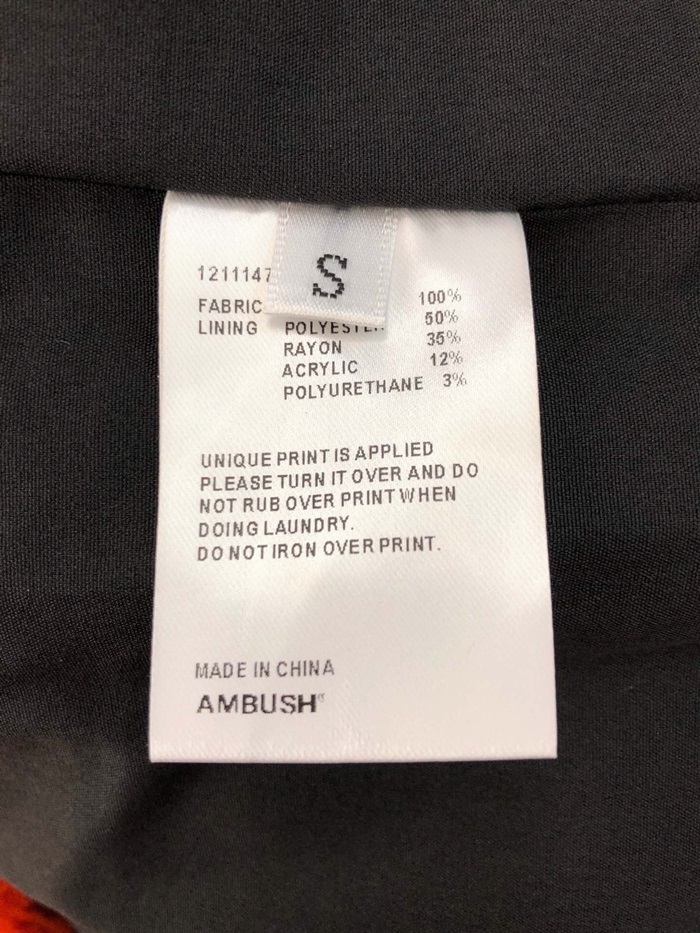 S
1211147
FABRIC 100%
LINING POLYESTER 50%
RAYON 35%
ACRYLIC 12%
POLYURETHANE 3%
UNIQUE PRINT IS APPLIED
PLEASE TURN IT OVER AND DO
NOT RUB OVER PRINT WHEN
DOING LAUNDRY.
DO NOT IRON OVER PRINT.
MADE IN CHINA
AMBUSH®